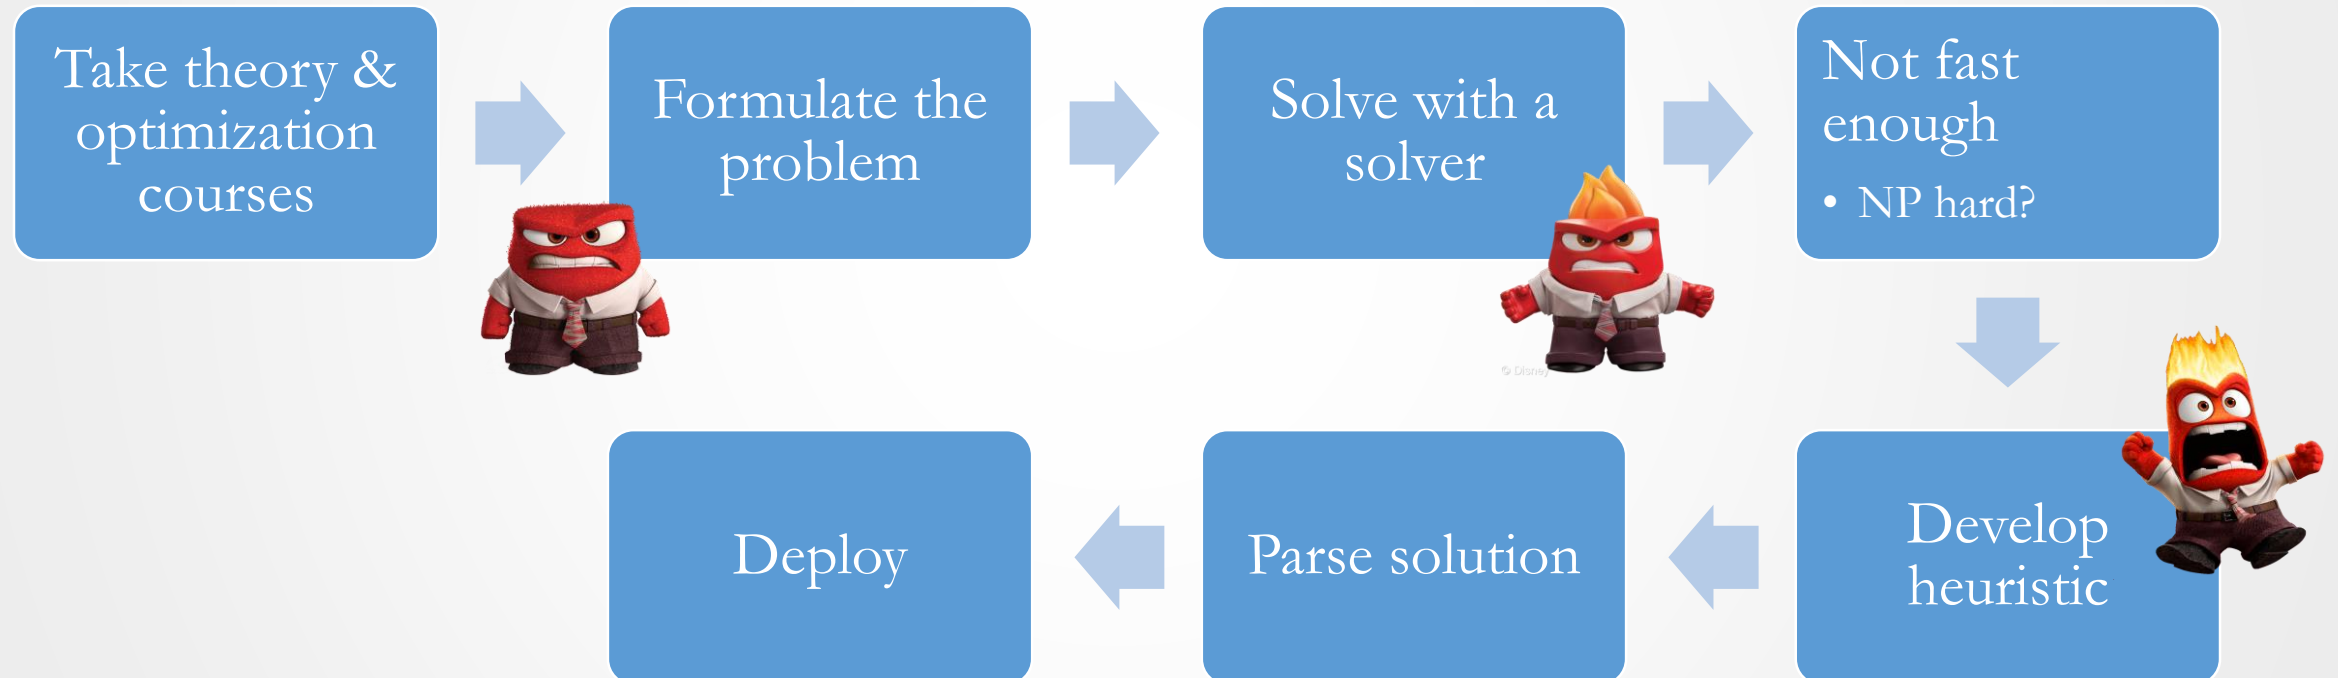 Take theory &
optimization
courses
Formulate the
problem
Solve with a
solver
Not fast
enough
• NP hard?
© Disney
Develop
heuristic
Parse solution
Deploy